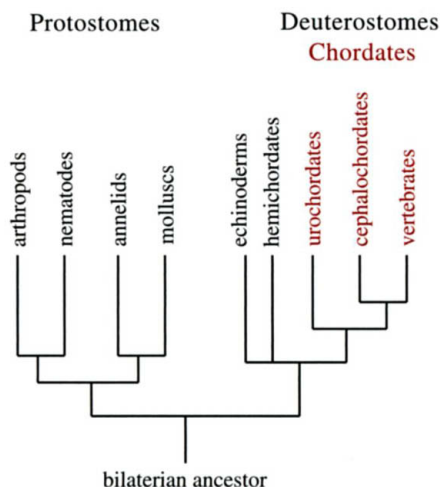 Protostomes
Deuterostomes
Chordates
arthropods
nematodes
annelids
molluscs
echinoderms
hemichordates
urochordates
cephalochordates
vertebrates
bilaterian ancestor